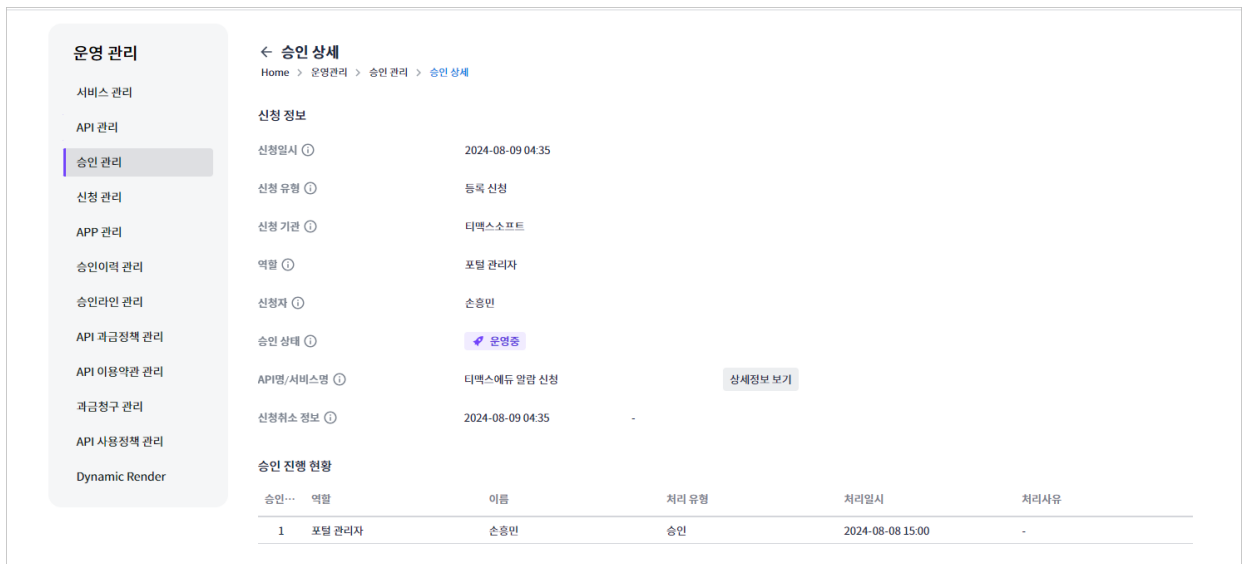 운영 관리
서비스 관리
API 관리
승인 관리
신청 관리
APP 관리
승인이력 관리
승인라인 관리
API 과금정책 관리
API 이용약관 관리
과금청구 관리
API 사용정책 관리
Dynamic Render
← 승인 상세
Home > 운영관리 > 승인 관리 > 승인 상세
신청 정보
신청일시 2024-08-09 04:35
신청 유형 등록 신청
신청 기관 티맥스소프트
역할 포털 관리자
신청자 손흥민
승인 상태 운영중
API명/서비스명 티맥스에듀 알람 신청 상세정보 보기
신청취소 정보 2024-08-09 04:35 -
승인 진행 현황
승인… 역할 이름 처리 유형 처리일시 처리사유
1 포털 관리자 손흥민 승인 2024-08-08 15:00 -